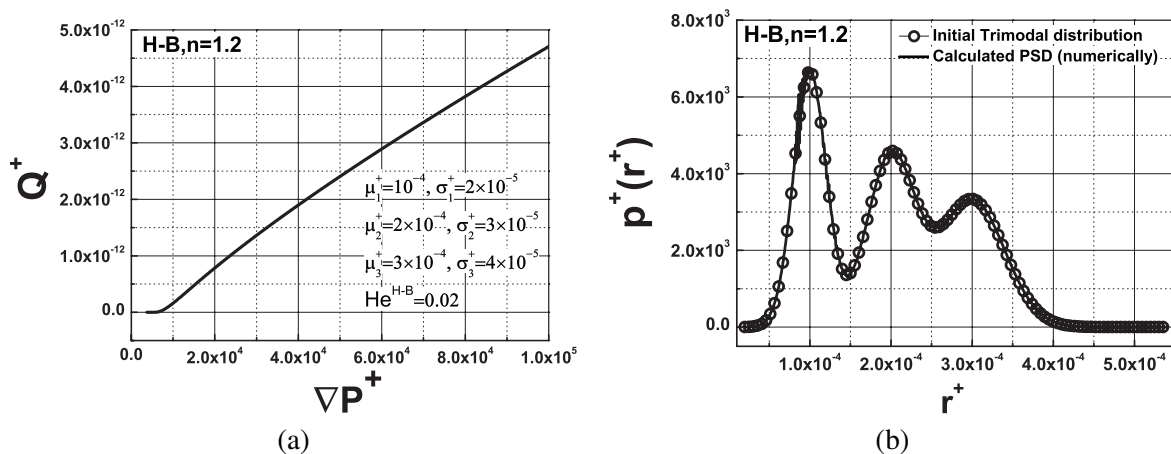 H-B,n=1.2
5.0x10⁻¹²
4.0x10⁻¹²
3.0x10⁻¹²
2.0x10⁻¹²
1.0x10⁻¹²
0.0
Q⁺
μ₁⁺=10⁻⁴, σ₁⁺=2×10⁻⁵
μ₂⁺=2×10⁻⁴, σ₂⁺=3×10⁻⁵
μ₃⁺=3×10⁻⁴, σ₃⁺=4×10⁻⁵
Heᴴ⁻ᴮ=0.02
0.0 2.0x10⁴ 4.0x10⁴ 6.0x10⁴ 8.0x10⁴ 1.0x10⁵
∇P⁺
(a)
H-B,n=1.2
Initial Trimodal distribution
Calculated PSD (numerically)
8.0x10³
6.0x10³
4.0x10³
2.0x10³
0.0
p⁺(r⁺)
1.0x10⁻⁴ 2.0x10⁻⁴ 3.0x10⁻⁴ 4.0x10⁻⁴ 5.0x10⁻⁴
r⁺
(b)